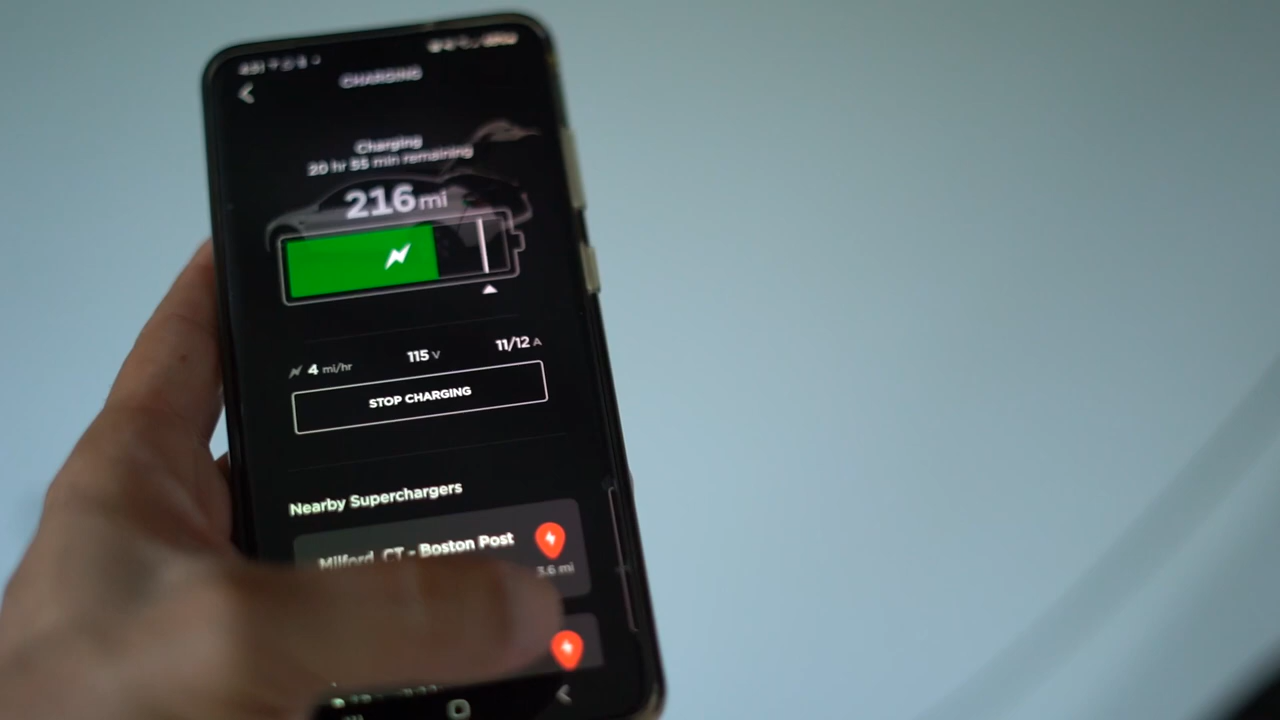 CHARGING
Charging
20 hr 55 min remaining
216 mi
4 mi/hr 115 V 11/12 A
STOP CHARGING
Nearby Superchargers
Milford, CT - Boston Post
3.6 mi